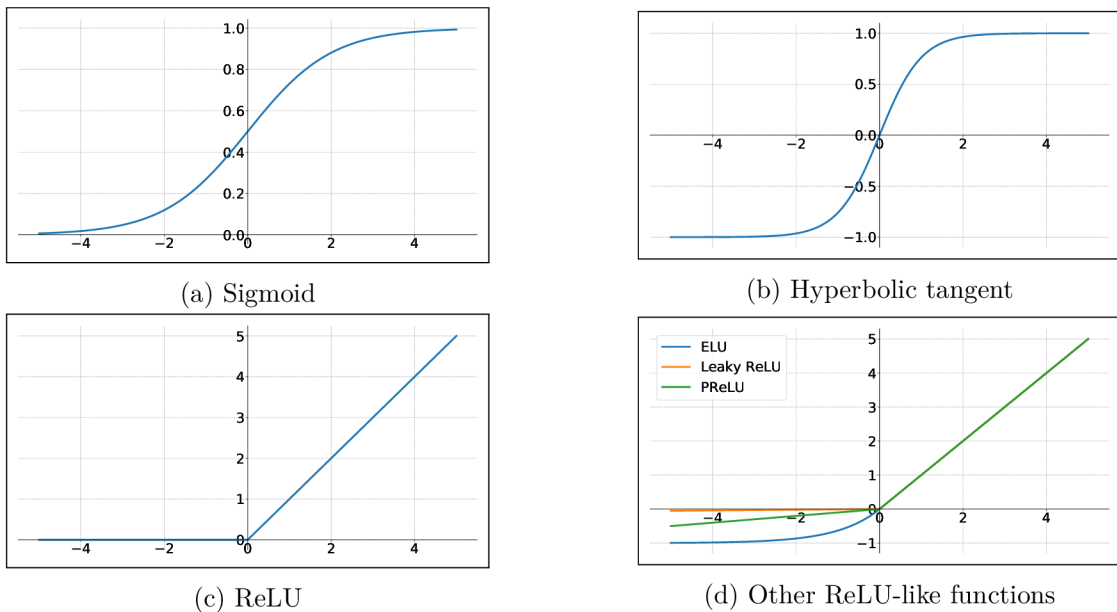 1.0
0.8
0.6
0.4
0.2
0.0
−4 −2 0 2 4
(a) Sigmoid
1.0
0.5
0.0
−4 −2 0 2 4
−0.5
−1.0
(b) Hyperbolic tangent
5
4
3
2
1
0
−4 −2 0 2 4
(c) ReLU
ELU
Leaky ReLU
PReLU
5
4
3
2
1
0
−4 −2 0 2 4
−1
(d) Other ReLU-like functions